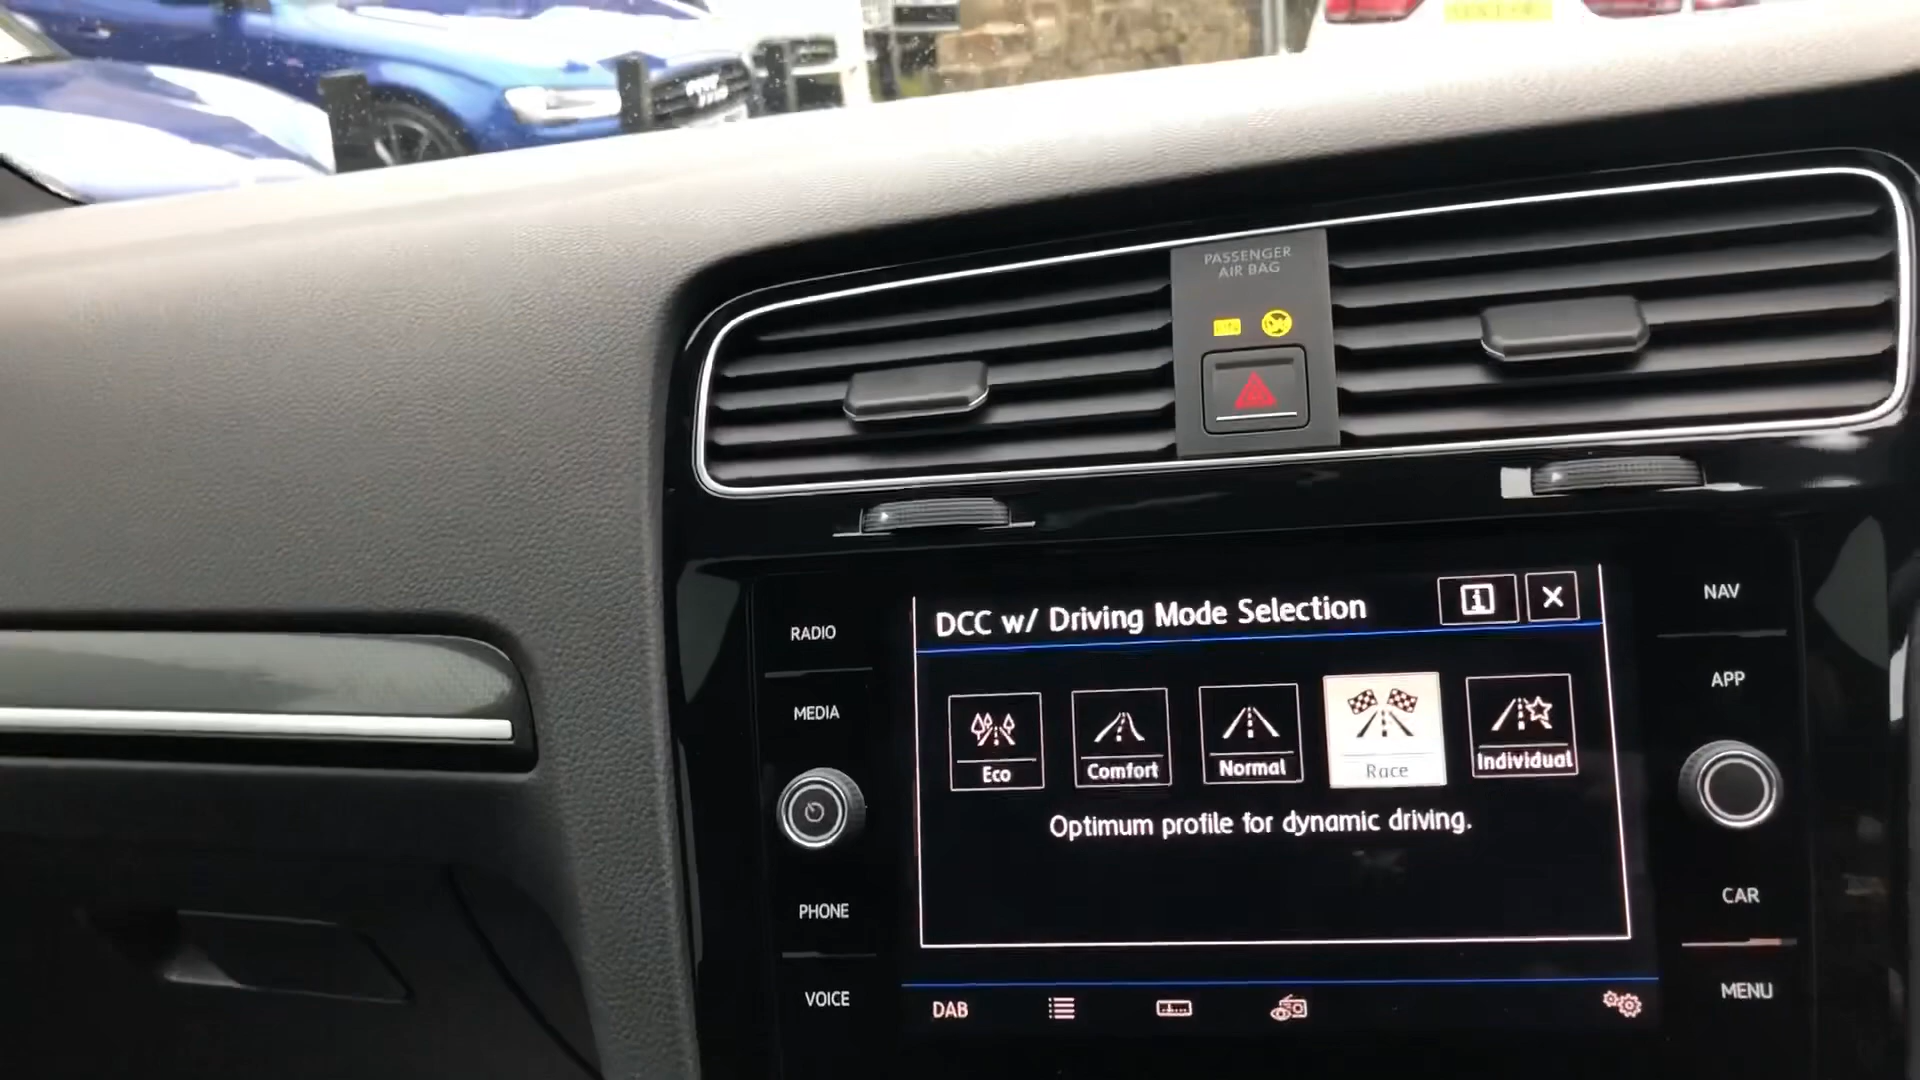 PASSENGER
AIR BAG
ON
DCC w/ Driving Mode Selection
RADIO
MEDIA
PHONE
VOICE
Eco
Comfort
Normal
Race
Individual
Optimum profile for dynamic driving.
DAB
NAV
APP
CAR
MENU